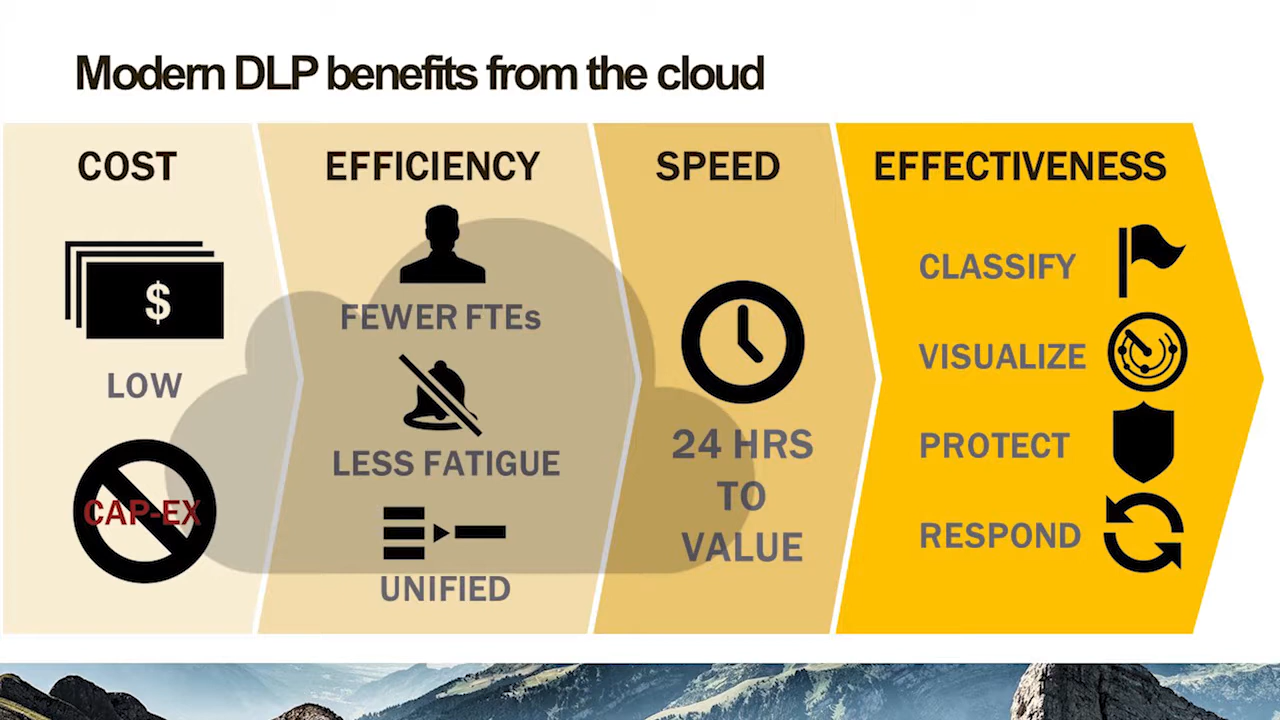 Modern DLP benefits from the cloud
COST
$
LOW
CAP-EX
EFFICIENCY
FEWER FTEs
LESS FATIGUE
UNIFIED
SPEED
24 HRS
TO
VALUE
EFFECTIVENESS
CLASSIFY
VISUALIZE
PROTECT
RESPOND